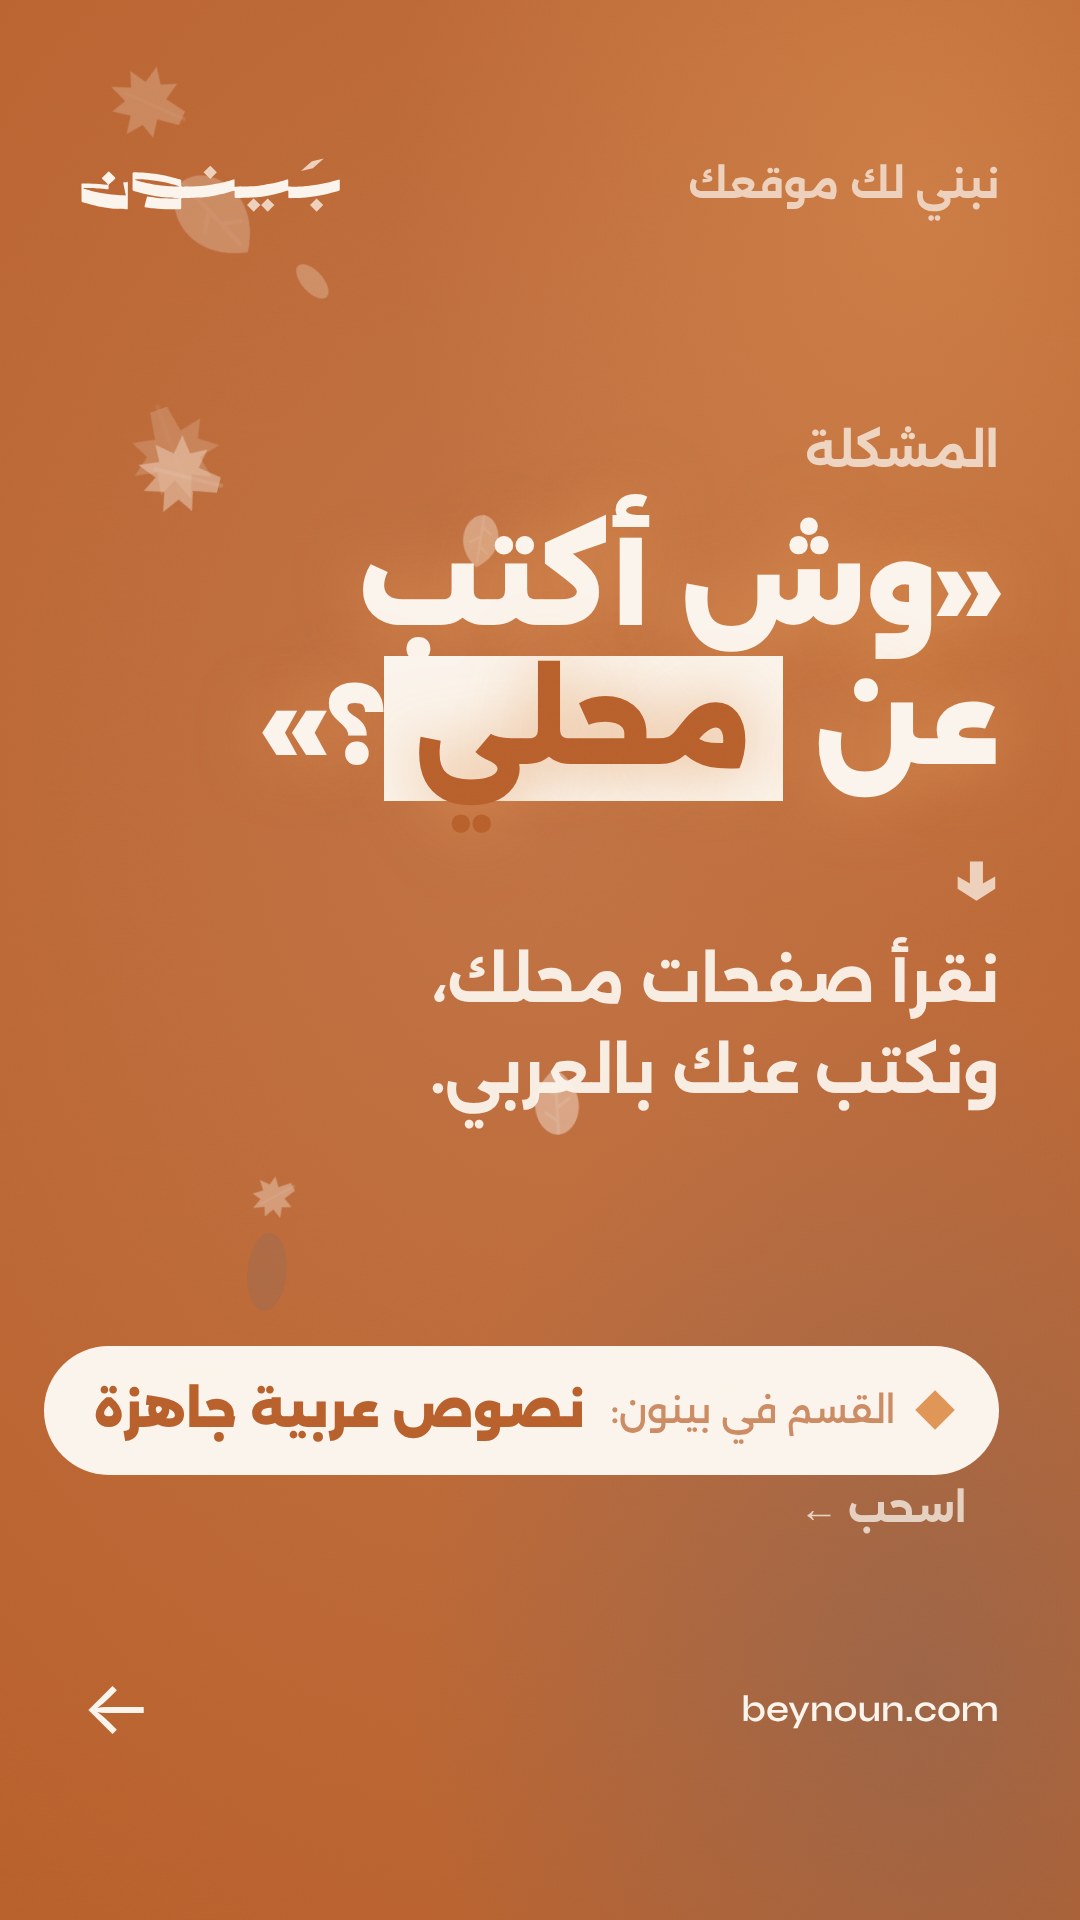 نبني لك موقعك
بَينون
المشكلة
«وش أكتب
عن محلي؟»
↓
نقرأ صفحات محلك،
ونكتب عنك بالعربي.
القسم في بينون: نصوص عربية جاهزة
اسحب ←
beynoun.com ←